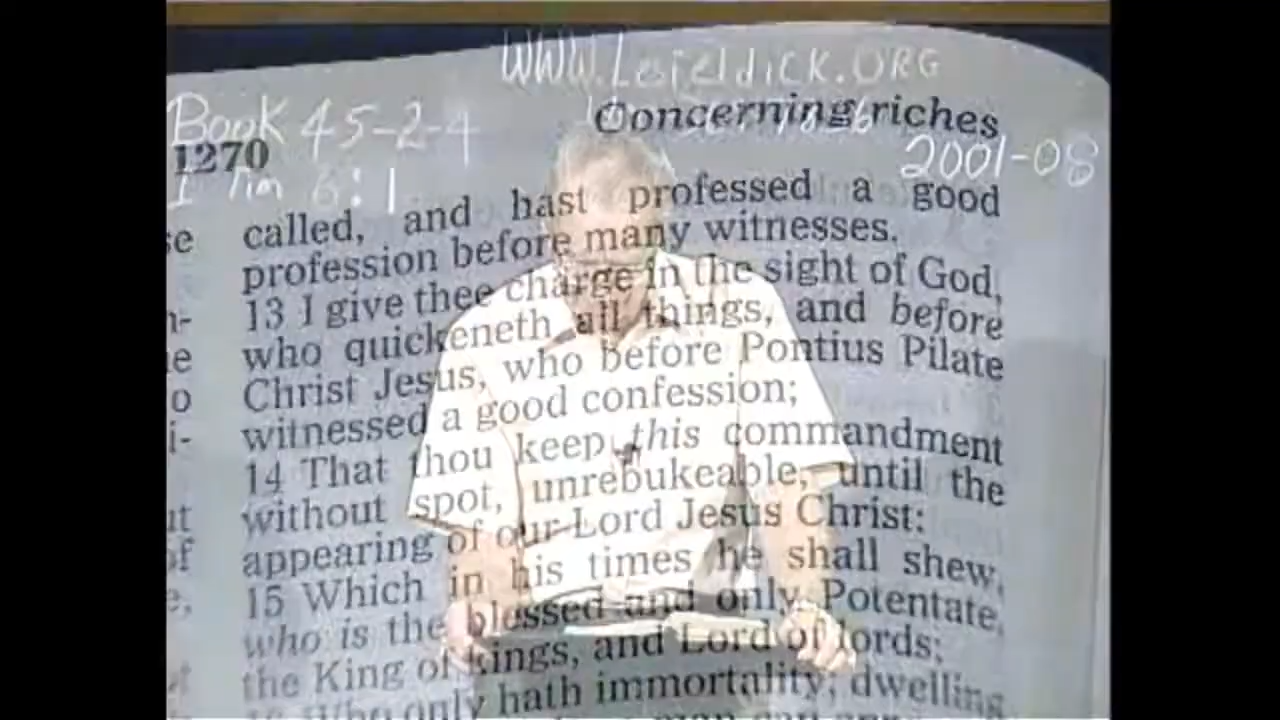 WWW.Lesfeldick.ORG
Book 45-2-4
Concerning riches
1270
2001-08
I Tim 6:1
called, and hast professed a good
profession before many witnesses.
13 I give thee charge in the sight of God,
who quickeneth all things, and before
Christ Jesus, who before Pontius Pilate
witnessed a good confession;
14 That thou keep this commandment
without spot, unrebukeable, until the
appearing of our Lord Jesus Christ:
15 Which in his times he shall shew,
who is the blessed and only Potentate,
the King of kings, and Lord of lords;
16 Who only hath immortality, dwelling